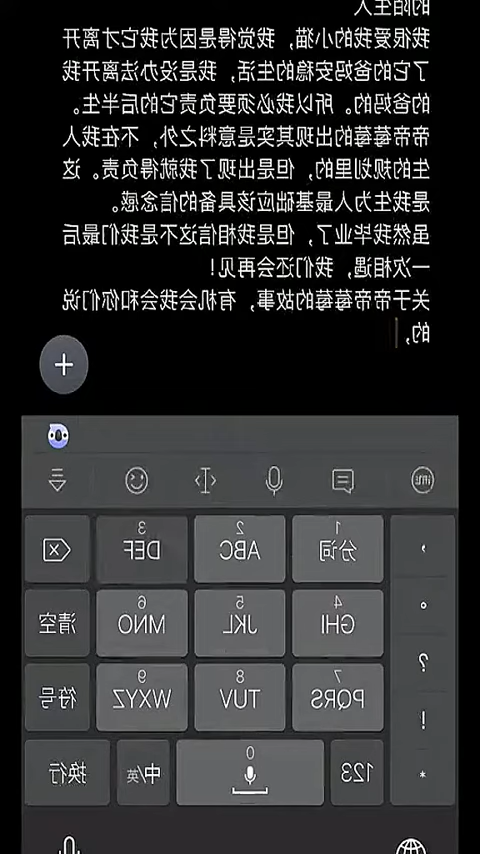 的陌生人
我很爱我的小猫，我觉得是因为我它才离开
了它的爸妈安稳的生活，我是没办法离开我
的爸妈的。所以我必须要负责它的后半生。
帝帝莓莓的出现其实是意料之外，不在我人
生的规划里的，但是出现了我就得负责。这
是我生为人最基础应该具备的信念感。
虽然我毕业了，但是我相信这不是我们最后
一次相遇，我们还会再见！
关于帝帝莓莓的故事，有机会我会和你们说
的，
，
1 分词
2 ABC
3 DEF
。
4 GHI
5 JKL
6 MNO
清空
?
7 PQRS
8 TUV
9 WXYZ
符号
!
*
123
0
中/英
换行